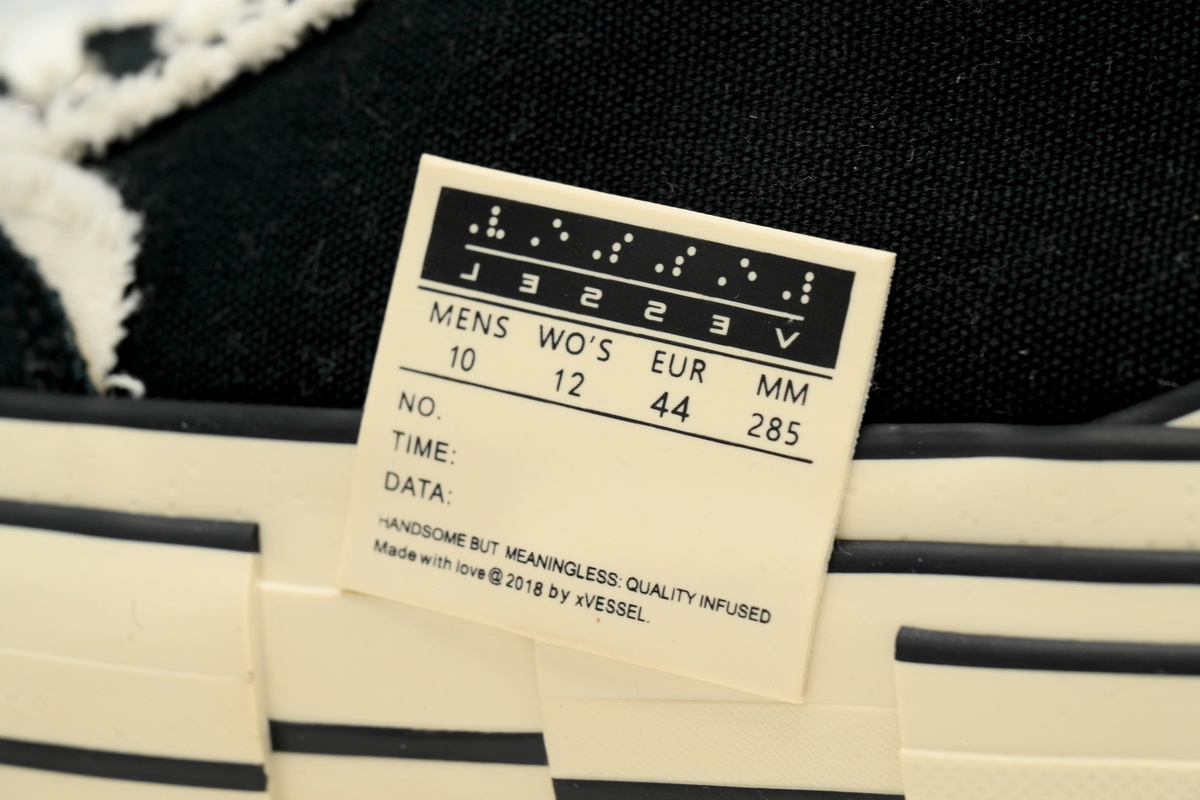 VESSEL
MENS WO'S EUR MM
10 12 44 285
NO.
TIME:
DATA:
HANDSOME BUT MEANINGLESS: QUALITY INFUSED
Made with love@2018 by xVESSEL.